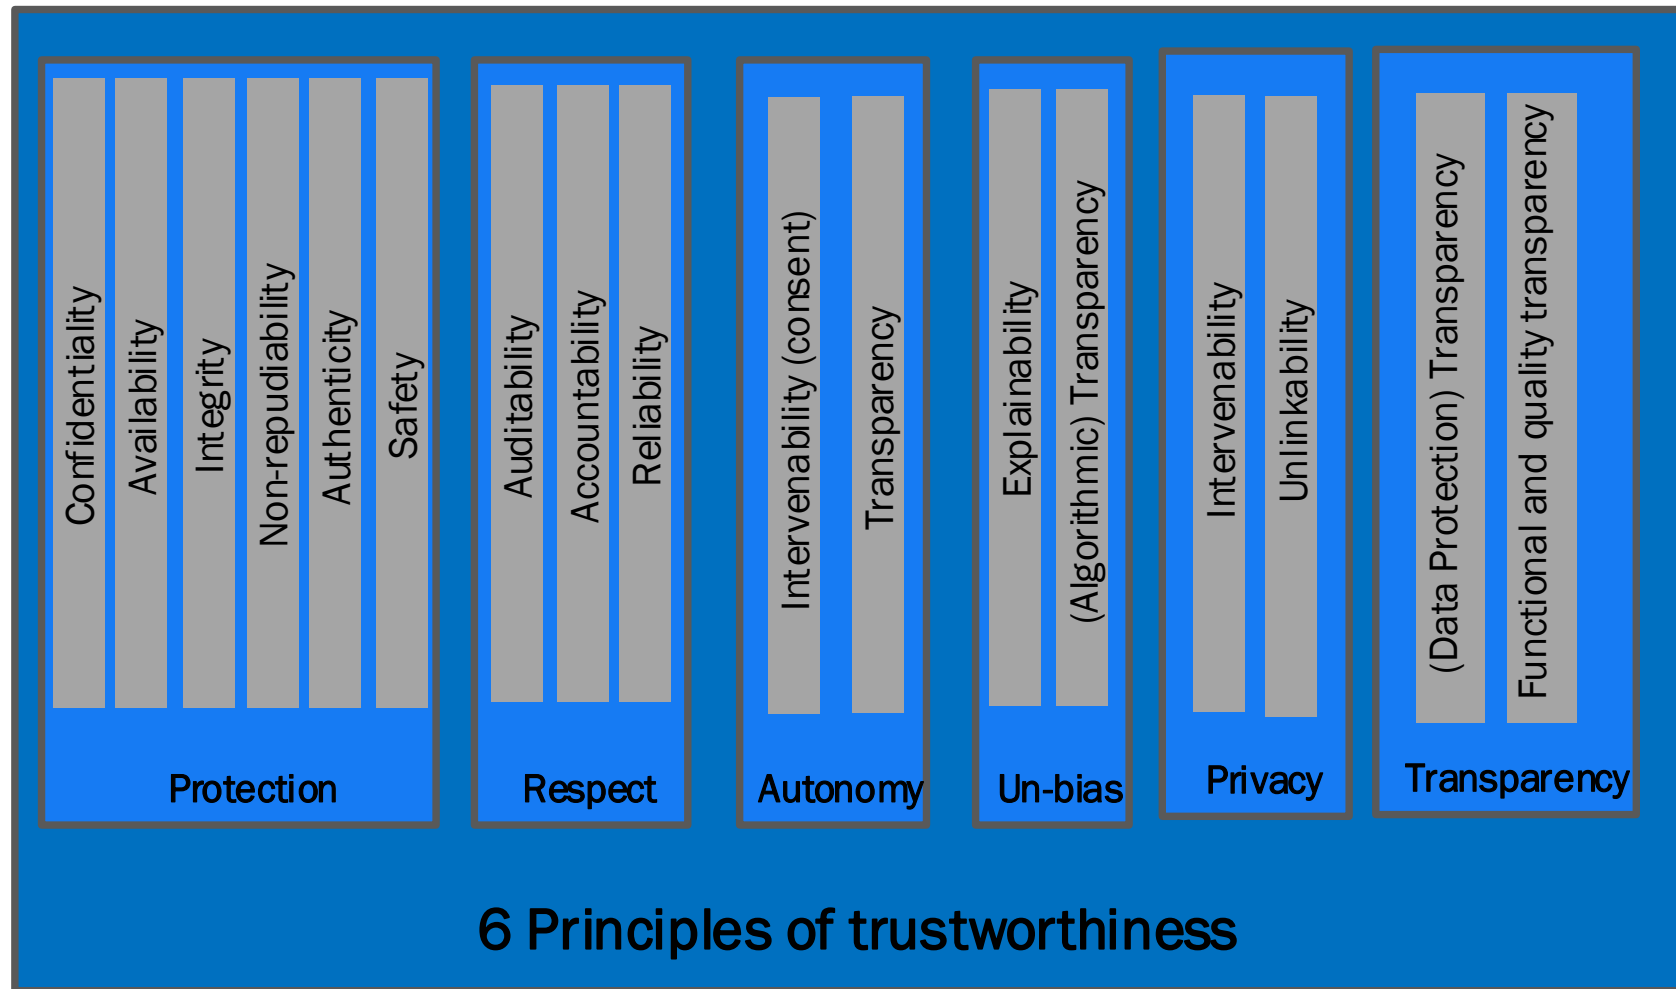 Confidentiality
Availability
Integrity
Non-repudiability
Authenticity
Safety
Protection
Auditability
Accountability
Reliability
Respect
Intervenability (consent)
Transparency
Autonomy
Explainability
(Algorithmic) Transparency
Un-bias
Intervenability
Unlinkability
Privacy
(Data Protection) Transparency
Functional and quality transparency
Transparency
6 Principles of trustworthiness